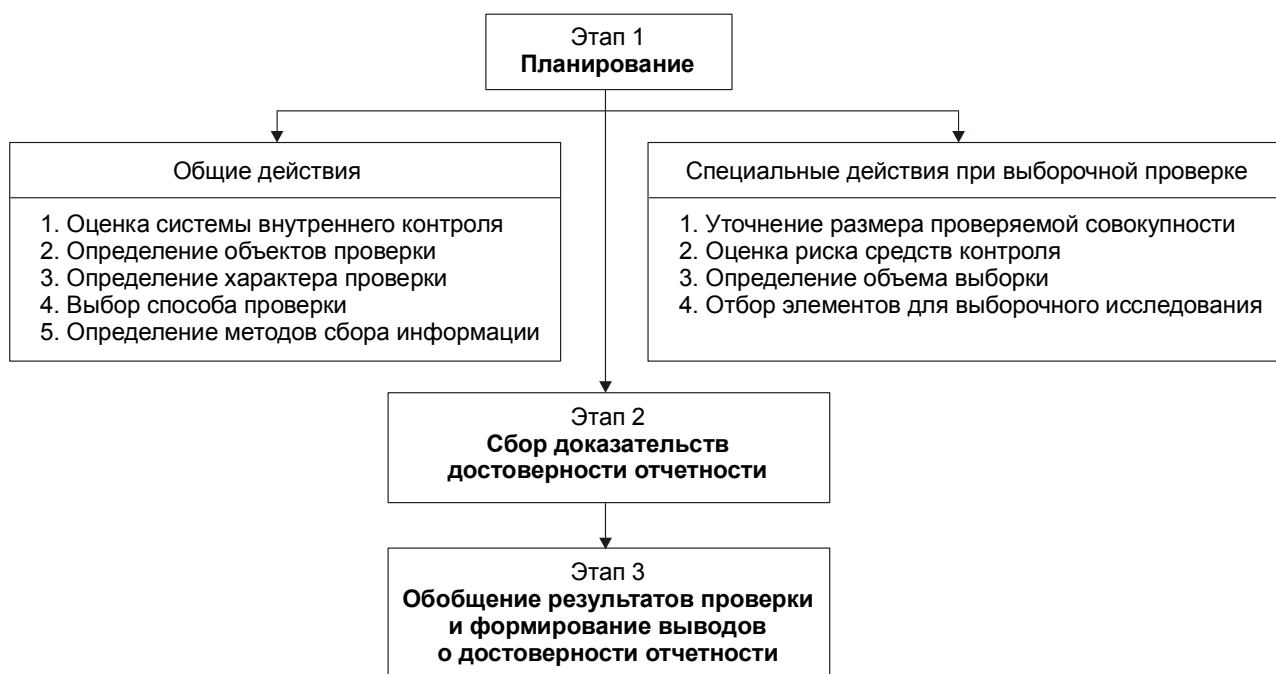 Этап 1
Планирование
Общие действия
1. Оценка системы внутреннего контроля
2. Определение объектов проверки
3. Определение характера проверки
4. Выбор способа проверки
5. Определение методов сбора информации
Специальные действия при выборочной проверке
1. Уточнение размера проверяемой совокупности
2. Оценка риска средств контроля
3. Определение объема выборки
4. Отбор элементов для выборочного исследования
Этап 2
Сбор доказательств
достоверности отчетности
Этап 3
Обобщение результатов проверки
и формирование выводов
о достоверности отчетности